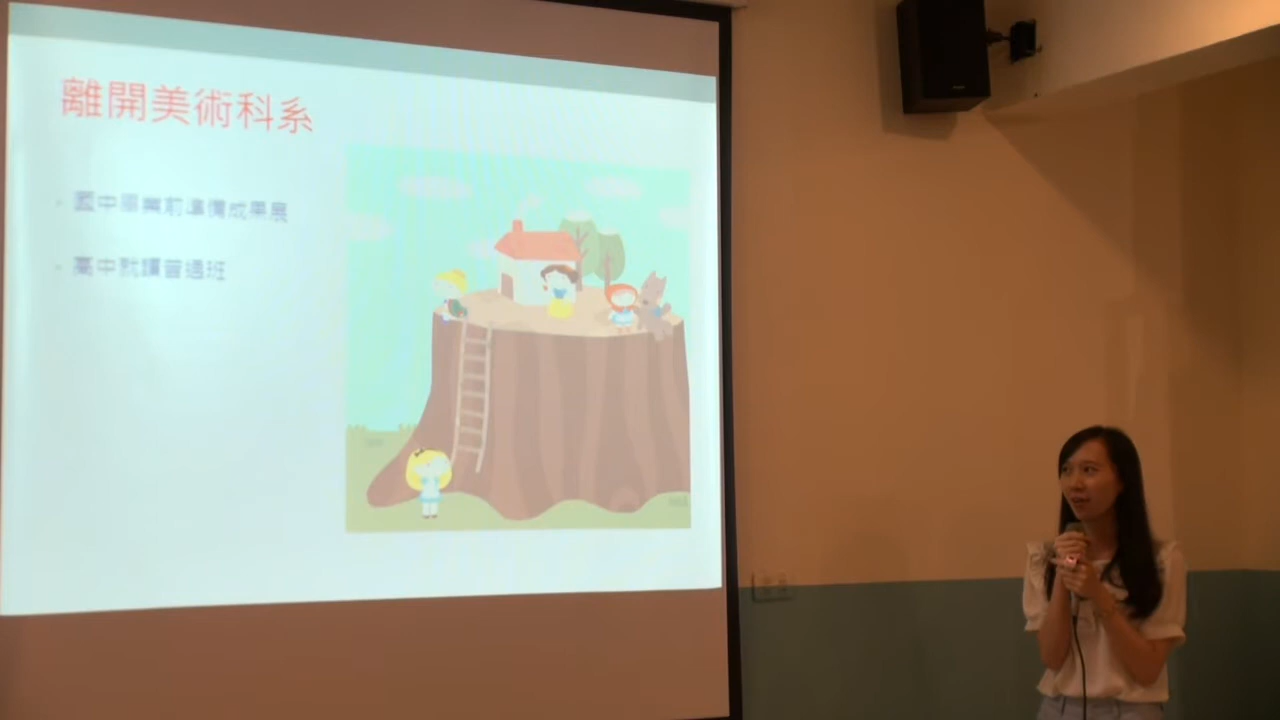 離開美術科系
國中畢業前準備成果展
高中就讀普通班